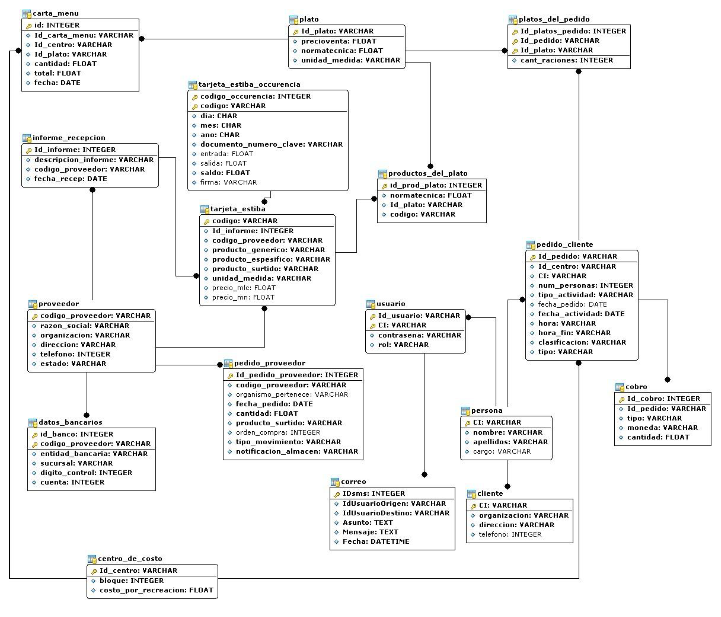 carta_menu
id: INTEGER
Id_carta_menu: VARCHAR
Id_centro: VARCHAR
Id_plato: VARCHAR
cantidad: FLOAT
total: FLOAT
fecha: DATE
plato
Id_plato: VARCHAR
precioventa: FLOAT
normatecnica: FLOAT
unidad_medida: VARCHAR
platos_del_pedido
Id_platos_pedido: INTEGER
Id_pedido: VARCHAR
Id_plato: VARCHAR
cant_raciones: INTEGER
tarjeta_estiba_occurencia
codigo_occurencia: INTEGER
codigo: VARCHAR
dia: CHAR
mes: CHAR
ano: CHAR
documento_numero_clave: VARCHAR
entrada: FLOAT
salida: FLOAT
saldo: FLOAT
firma: VARCHAR
informe_recepcion
Id_informe: INTEGER
descripcion_informe: VARCHAR
codigo_proveedor: VARCHAR
fecha_recep: DATE
productos_del_plato
id_prod_plato: INTEGER
normatecnica: FLOAT
Id_plato: VARCHAR
codigo: VARCHAR
tarjeta_estiba
codigo: VARCHAR
Id_informe: INTEGER
codigo_proveedor: VARCHAR
producto_generico: VARCHAR
producto_espesifico: VARCHAR
producto_surtido: VARCHAR
unidad_medida: VARCHAR
precio_mlc: FLOAT
precio_mn: FLOAT
pedido_cliente
Id_pedido: VARCHAR
Id_centro: VARCHAR
CI: VARCHAR
num_personas: INTEGER
tipo_actividad: VARCHAR
fecha_pedido: DATE
fecha_actividad: DATE
hora: VARCHAR
hora_fin: VARCHAR
clasificacion: VARCHAR
tipo: VARCHAR
proveedor
codigo_proveedor: VARCHAR
razon_social: VARCHAR
organizacion: VARCHAR
direccion: VARCHAR
telefono: INTEGER
estado: VARCHAR
usuario
Id_usuario: VARCHAR
CI: VARCHAR
contrasena: VARCHAR
rol: VARCHAR
pedido_proveedor
Id_pedido_proveedor: INTEGER
codigo_proveedor: VARCHAR
organismo_pertenece: VARCHAR
fecha_pedido: DATE
cantidad: FLOAT
producto_surtido: VARCHAR
orden_compra: INTEGER
tipo_movimiento: VARCHAR
notificacion_almacen: VARCHAR
cobro
Id_cobro: INTEGER
Id_pedido: VARCHAR
tipo: VARCHAR
moneda: VARCHAR
cantidad: FLOAT
persona
CI: VARCHAR
nombre: VARCHAR
apellidos: VARCHAR
cargo: VARCHAR
datos_bancarios
id_banco: INTEGER
codigo_proveedor: VARCHAR
entidad_bancaria: VARCHAR
sucursal: VARCHAR
digito_control: INTEGER
cuenta: INTEGER
correo
IDsms: INTEGER
IdUsuarioOrigen: VARCHAR
IdUsuarioDestino: VARCHAR
Asunto: TEXT
Mensaje: TEXT
Fecha: DATETIME
cliente
CI: VARCHAR
organizacion: VARCHAR
direccion: VARCHAR
telefono: INTEGER
centro_de_costo
Id_centro: VARCHAR
bloque: INTEGER
costo_por_recreacion: FLOAT